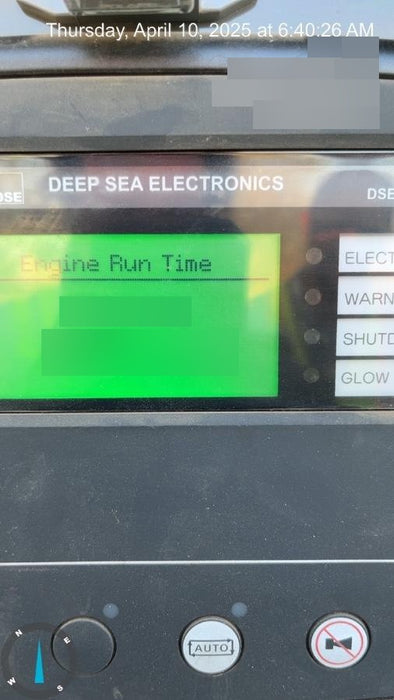 Thursday, April 10, 2025 at 6:40:26 AM
DSE
DEEP SEA ELECTRONICS
DSE
Engine Run Time
ELECT
WARN
SHUTD
GLOW
AUTO
N
E
W
S